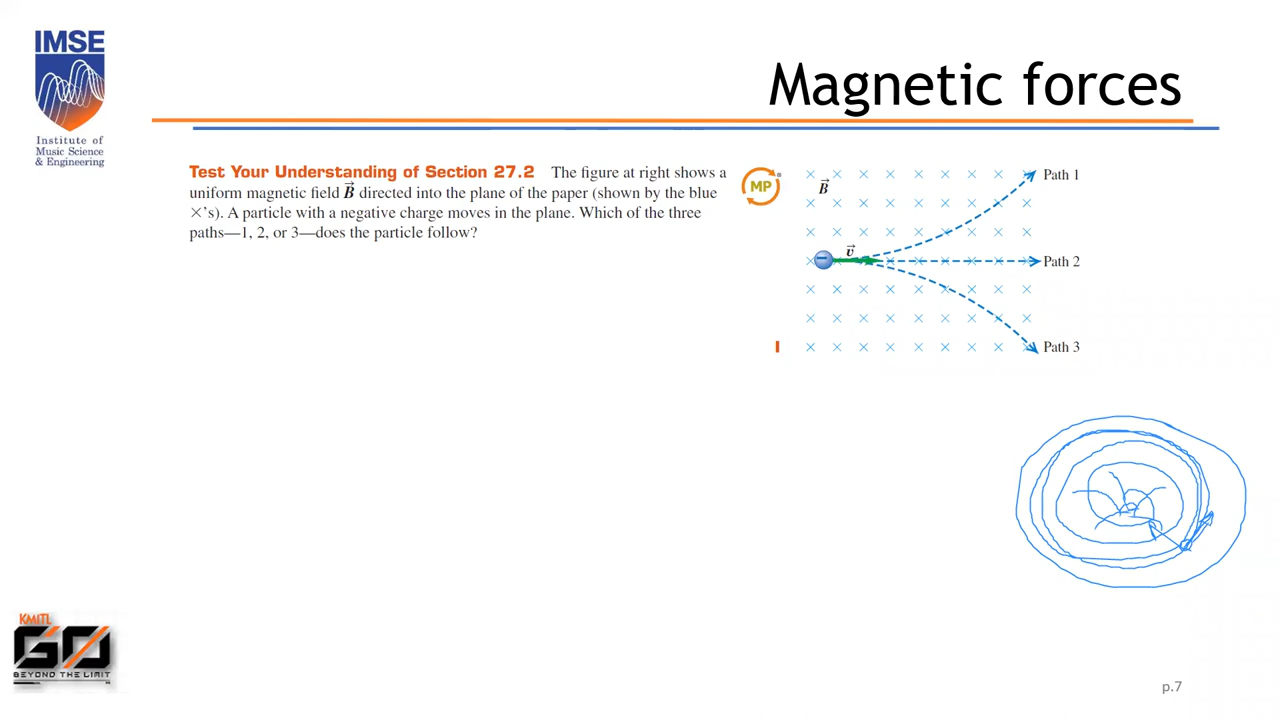 IMSE
Institute of
Music Science
& Engineering
Magnetic forces
Test Your Understanding of Section 27.2 The figure at right shows a
uniform magnetic field B⃗ directed into the plane of the paper (shown by the blue
×'s). A particle with a negative charge moves in the plane. Which of the three
paths—1, 2, or 3—does the particle follow?
MP
B⃗
Path 1
v⃗
Path 2
Path 3
KMITL
GO
BEYOND THE LIMIT
p.7